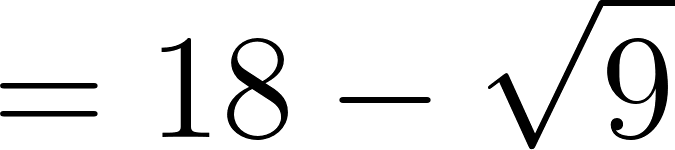 = 18 − √9